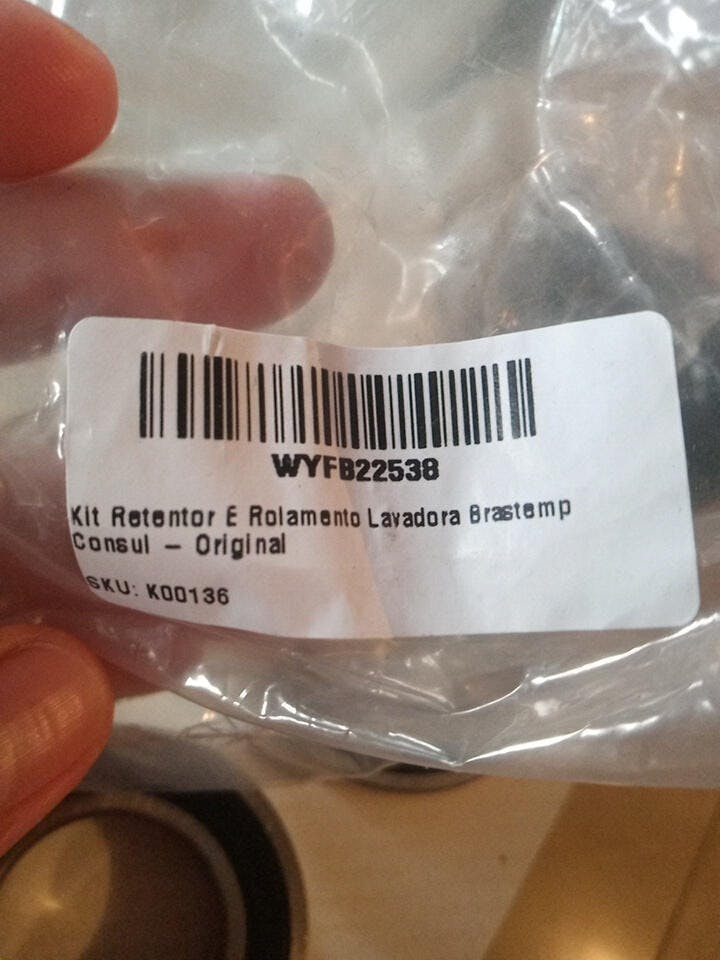 WYFB22538
Kit Retentor E Rolamento Lavadora Brastemp
Consul – Original
SKU: K00136